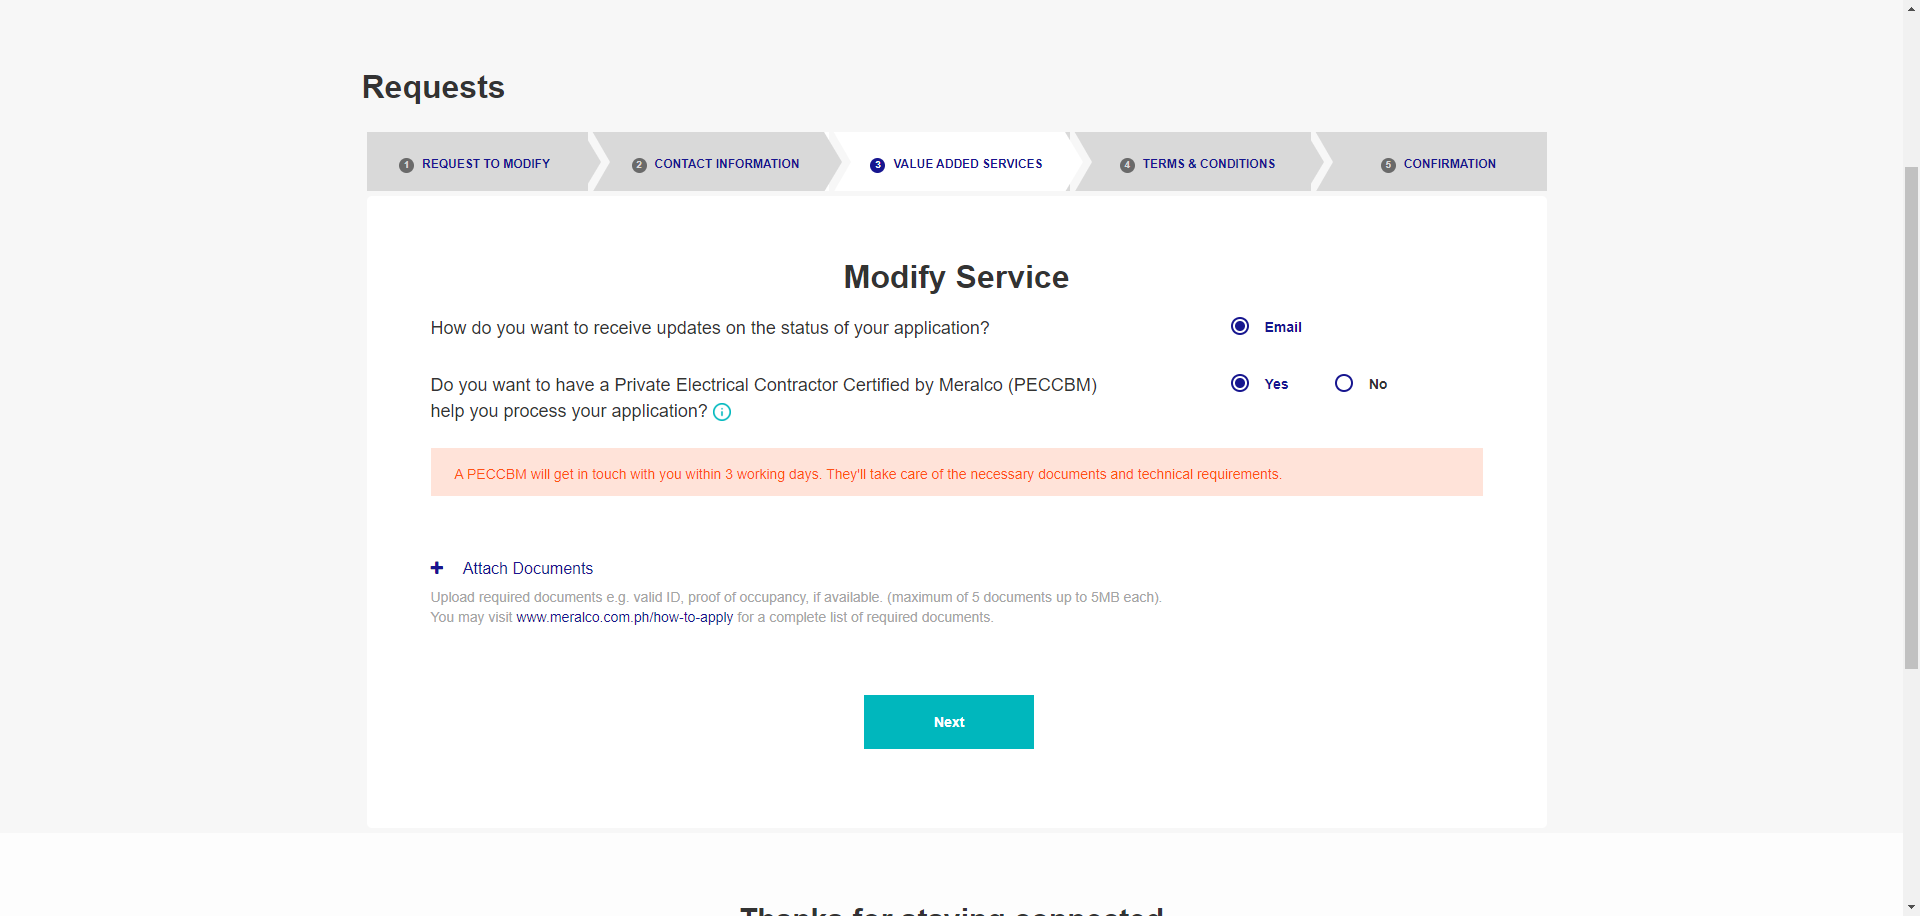 Requests
1 REQUEST TO MODIFY
2 CONTACT INFORMATION
3 VALUE ADDED SERVICES
4 TERMS & CONDITIONS
5 CONFIRMATION
Modify Service
How do you want to receive updates on the status of your application?
Email
Do you want to have a Private Electrical Contractor Certified by Meralco (PECCBM)
help you process your application?
Yes
No
A PECCBM will get in touch with you within 3 working days. They'll take care of the necessary documents and technical requirements.
Attach Documents
Upload required documents e.g. valid ID, proof of occupancy, if available. (maximum of 5 documents up to 5MB each).
You may visit www.meralco.com.ph/how-to-apply for a complete list of required documents.
Next
Thanks for staying connected